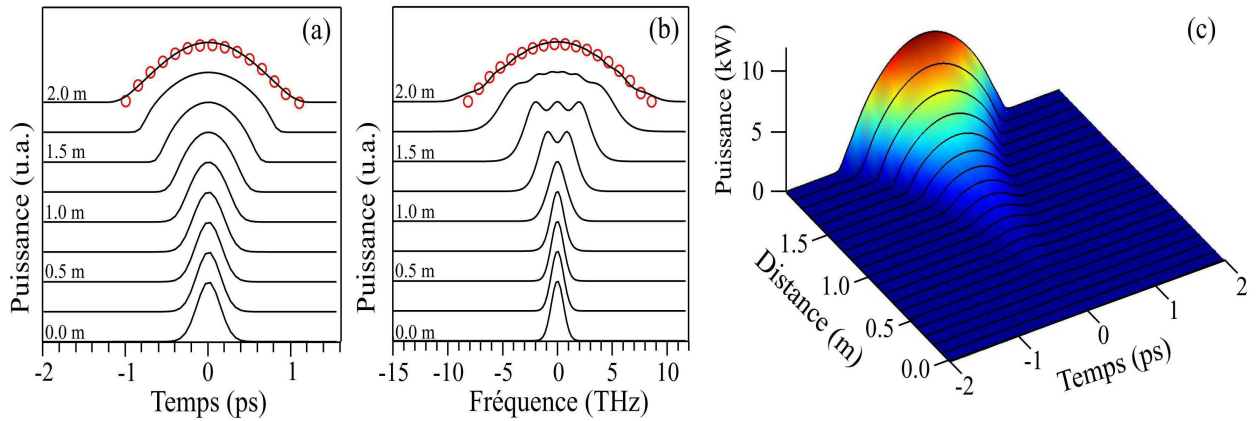 (a)
Puissance (u.a.)
2.0 m
1.5 m
1.0 m
0.5 m
0.0 m
-2 -1 0 1
Temps (ps)
(b)
Puissance (u.a.)
2.0 m
1.5 m
1.0 m
0.5 m
0.0 m
-15 -10 -5 0 5 10
Fréquence (THz)
(c)
Puissance (kW)
10
5
0
1.5
1.0
0.5
0.0
Distance (m)
-2
-1
0
1
2
Temps (ps)